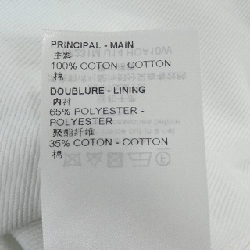 PRINCIPAL - MAIN
主要
100% COTON - COTTON
棉
DOUBLURE - LINING
内衬
65% POLYESTER -
POLYESTER
聚酯纤维
35% COTON - COTTON
棉